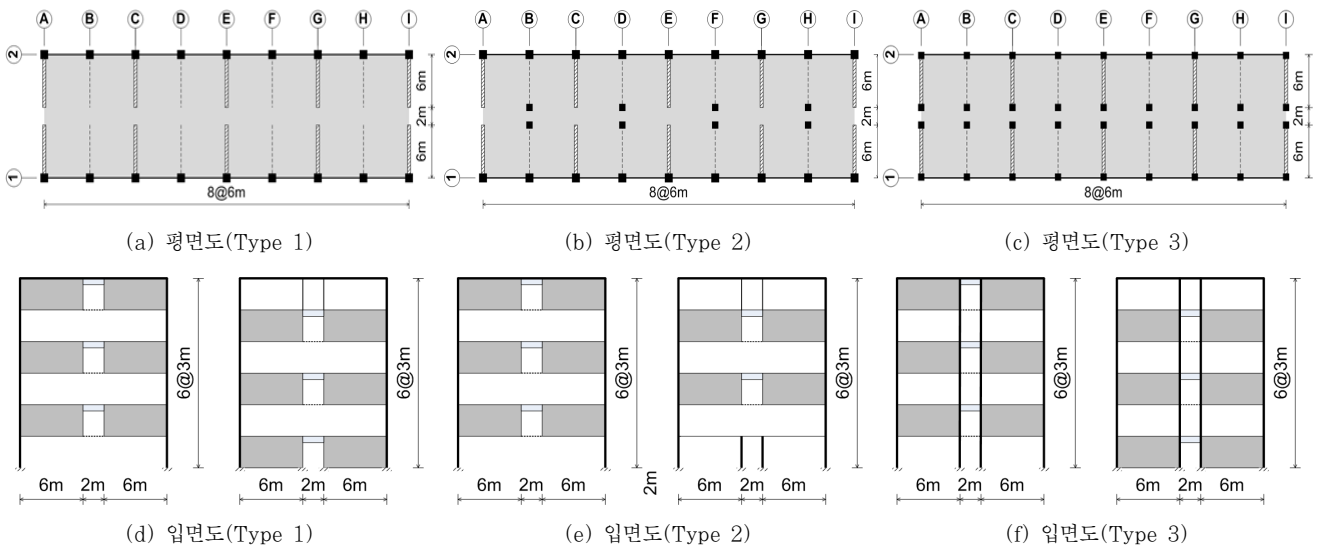 A B C D E F G H I
2
1
6m
2m
6m
8@6m
(a) 평면도(Type 1)
A B C D E F G H I
2
1
6m
2m
6m
8@6m
(b) 평면도(Type 2)
A B C D E F G H I
2
1
6m
2m
6m
8@6m
(c) 평면도(Type 3)
6@3m
6m 2m 6m
6@3m
6m 2m 6m
(d) 입면도(Type 1)
6@3m
6m 2m 6m
2m
6@3m
6m 2m 6m
(e) 입면도(Type 2)
6@3m
6m 2m 6m
6@3m
6m 2m 6m
(f) 입면도(Type 3)